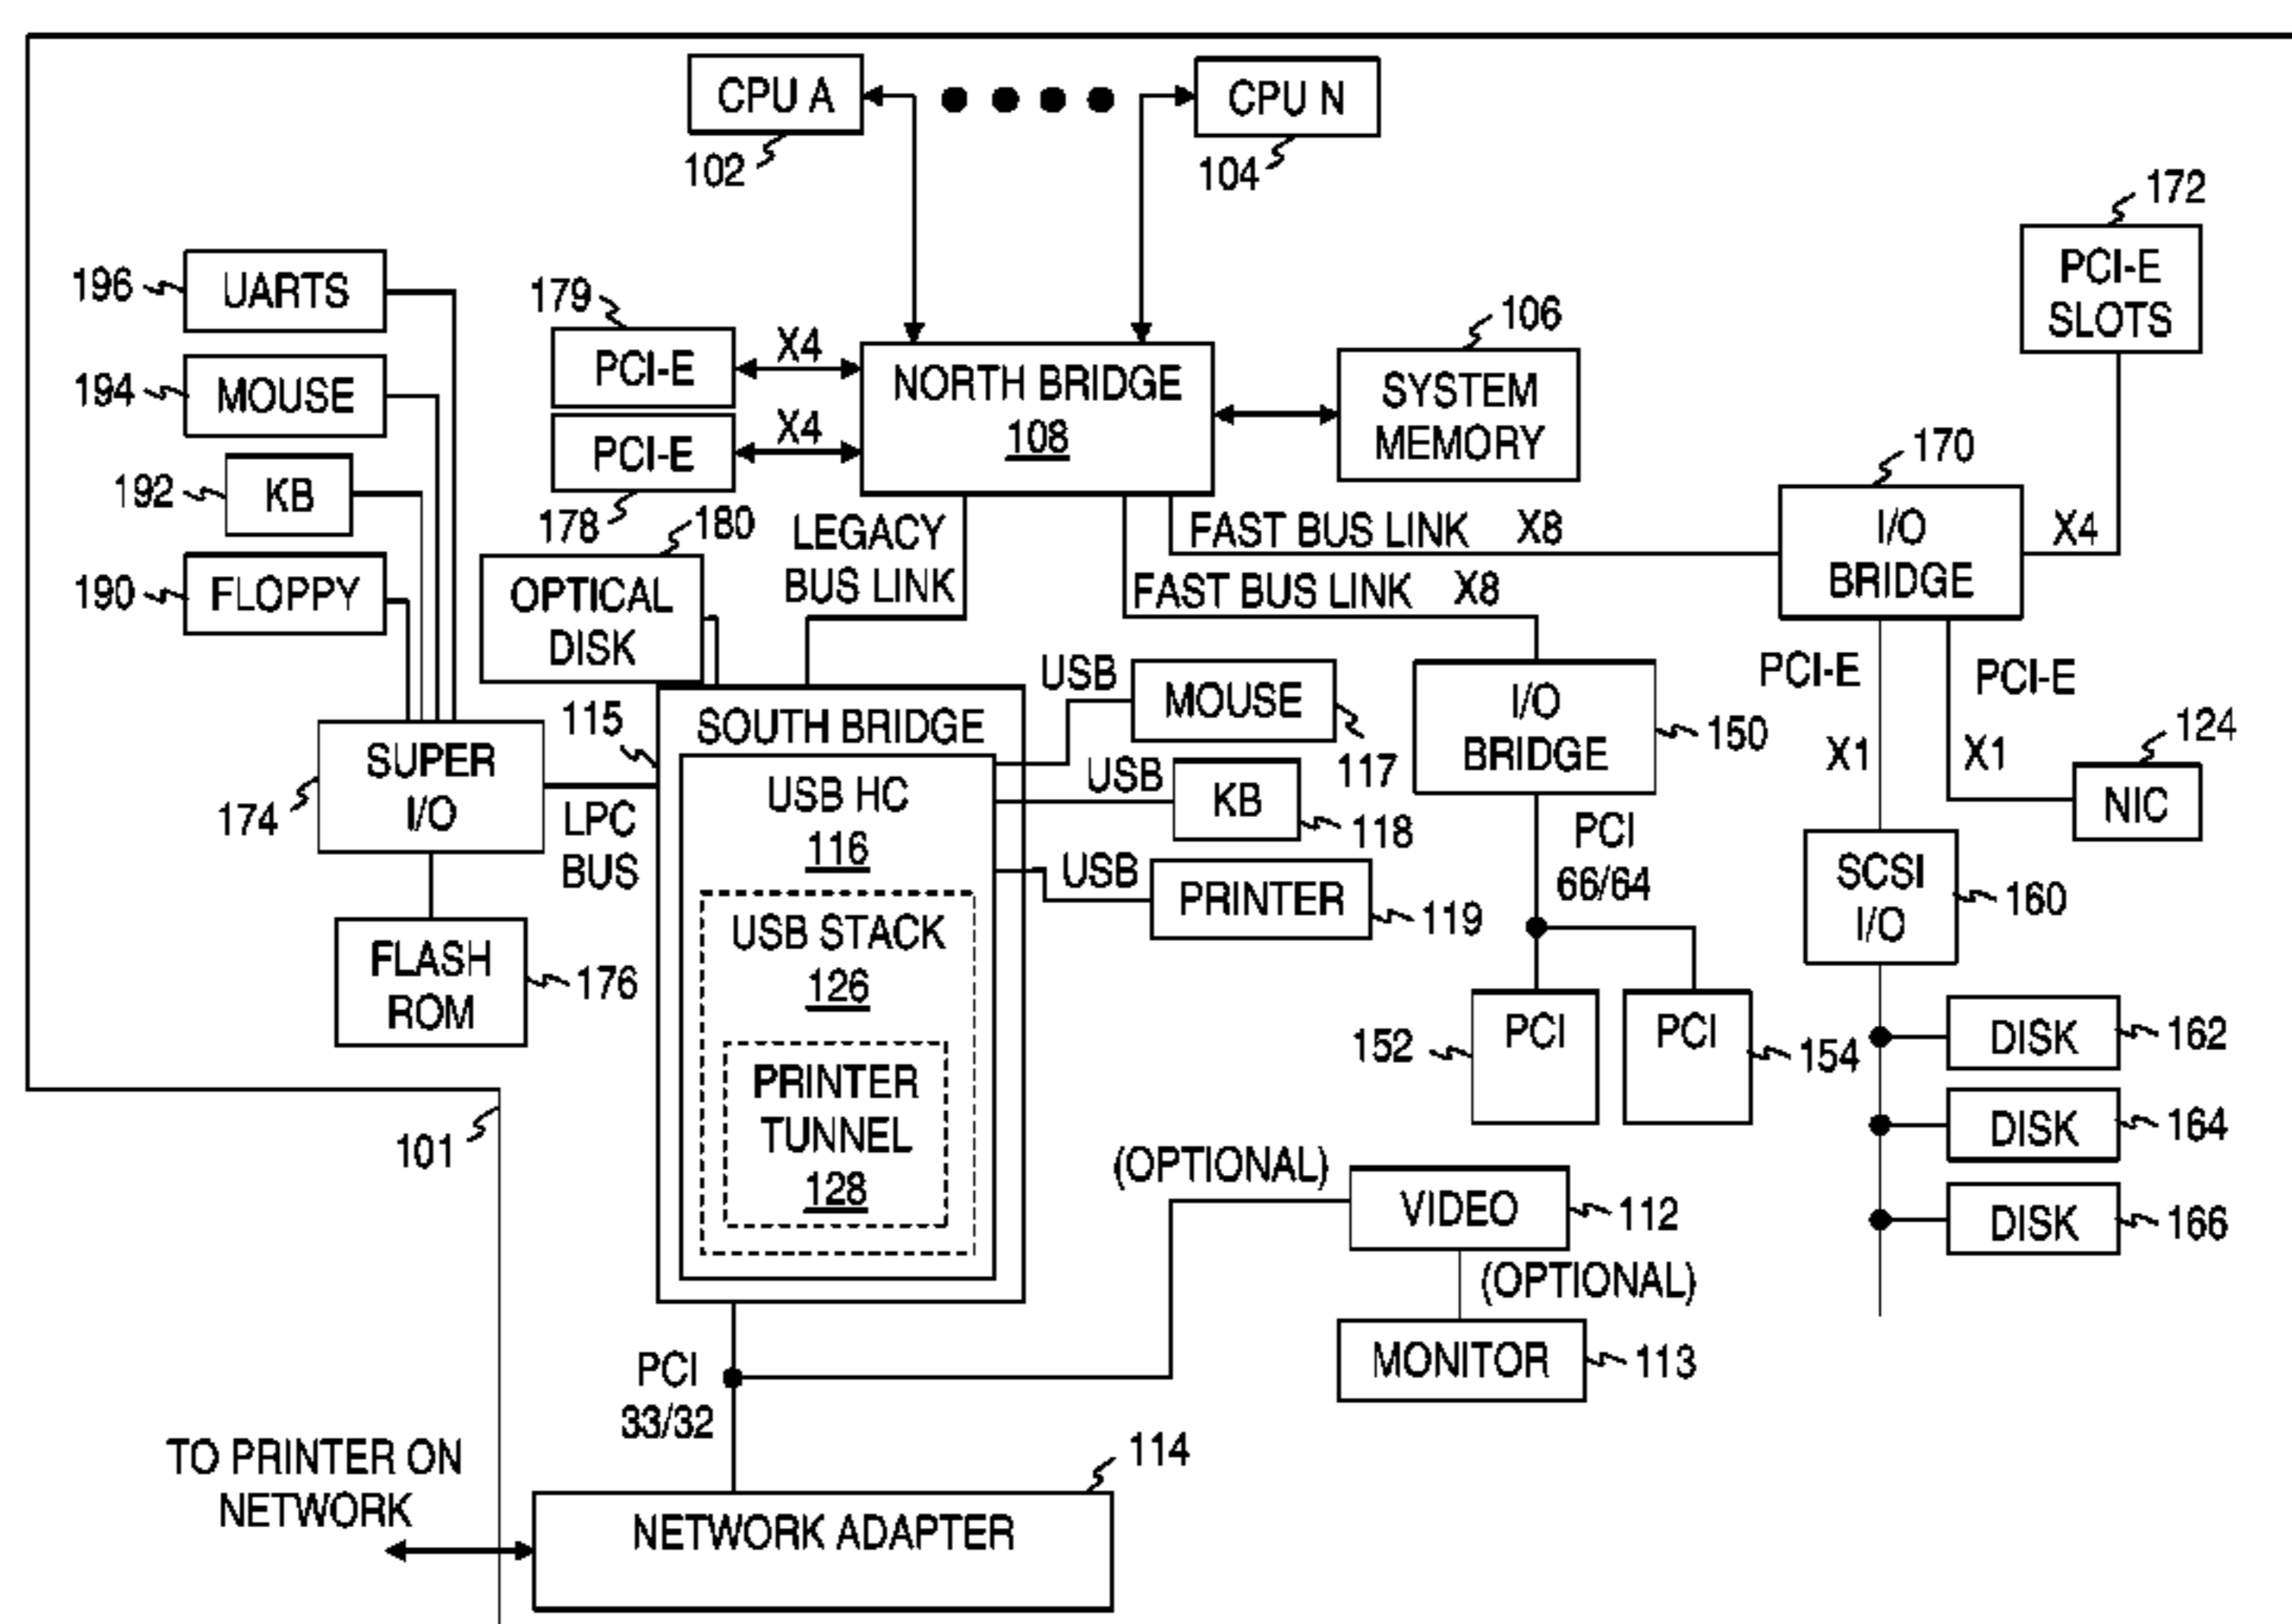 CPU A
102
CPU N
104
172
PCI-E
SLOTS
196
UARTS
194
MOUSE
192
KB
190
FLOPPY
179
PCI-E
X4
PCI-E
X4
178
NORTH BRIDGE
108
106
SYSTEM
MEMORY
170
I/O
BRIDGE
X4
180
OPTICAL
DISK
LEGACY
BUS LINK
FAST BUS LINK X8
FAST BUS LINK X8
PCI-E
X1
PCI-E
X1
124
NIC
115
SOUTH BRIDGE
USB HC
116
USB STACK
126
PRINTER
TUNNEL
128
USB
MOUSE
117
USB
KB
118
USB
PRINTER
119
I/O
BRIDGE
150
PCI
66/64
174
SUPER
I/O
LPC
BUS
FLASH
ROM
176
SCSI
I/O
160
152
PCI
PCI
154
DISK
162
DISK
164
DISK
166
101
(OPTIONAL)
VIDEO
112
(OPTIONAL)
MONITOR
113
PCI
33/32
TO PRINTER ON
NETWORK
114
NETWORK ADAPTER